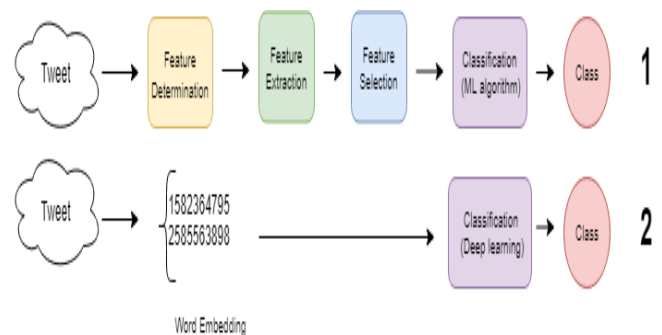 Tweet
Feature
Determination
Feature
Extraction
Feature
Selection
Classification
(ML algorithm)
Class
1
Tweet
1582364795
2585563898
Classification
(Deep learning)
Class
2
Word Embedding